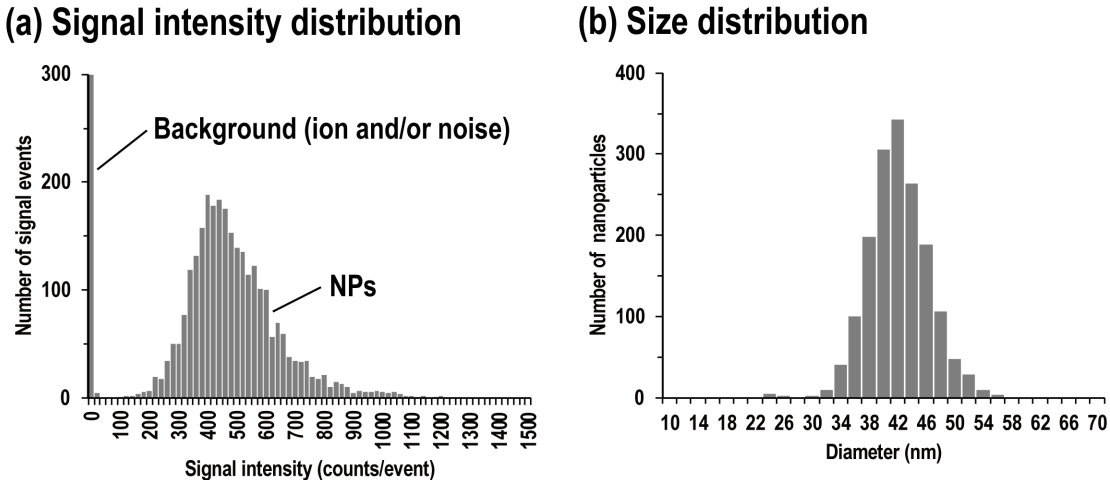 (a) Signal intensity distribution
300
200
100
0
Number of signal events
Background (ion and/or noise)
NPs
0 100 200 300 400 500 600 700 800 900 1000 1100 1200 1300 1400 1500
Signal intensity (counts/event)
(b) Size distribution
400
300
200
100
0
Number of nanoparticles
10 14 18 22 26 30 34 38 42 46 50 54 58 62 66 70
Diameter (nm)